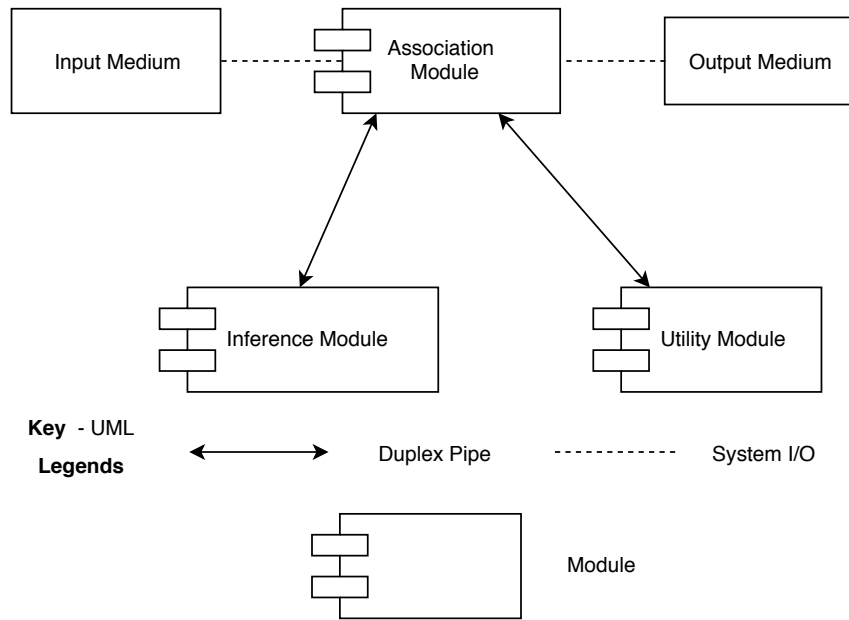 Input Medium
Association
Module
Output Medium
Inference Module
Utility Module
Key - UML
Legends
Duplex Pipe
System I/O
Module